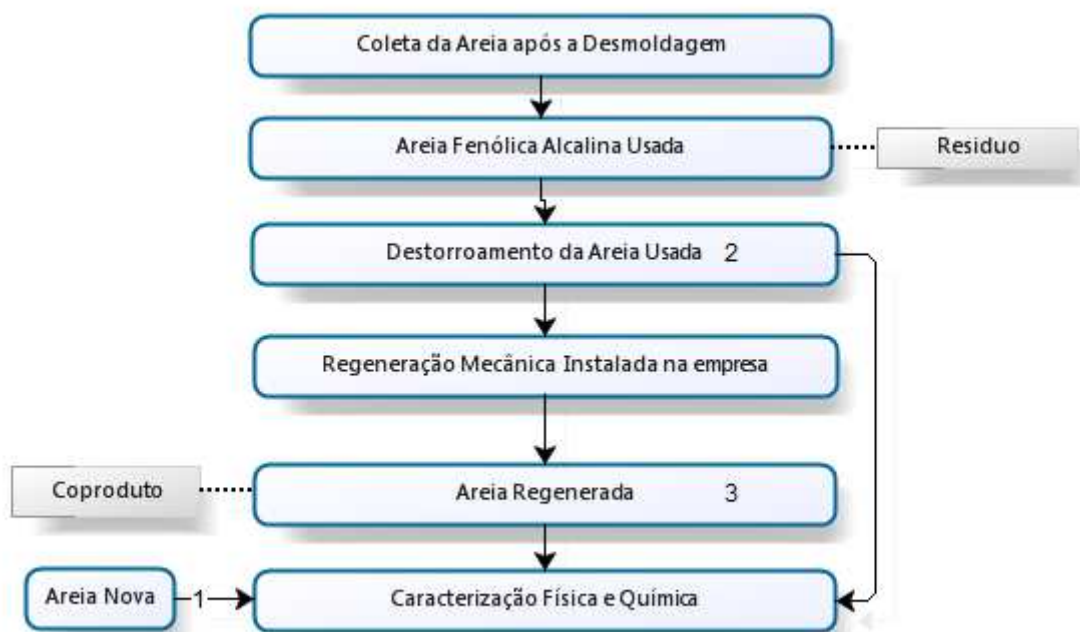 Coleta da Areia após a Desmoldagem
Areia Fenólica Alcalina Usada
Residuo
Destorroamento da Areia Usada 2
Regeneração Mecânica Instalada na empresa
Coproduto
Areia Regenerada 3
Areia Nova
1
Caracterização Física e Química